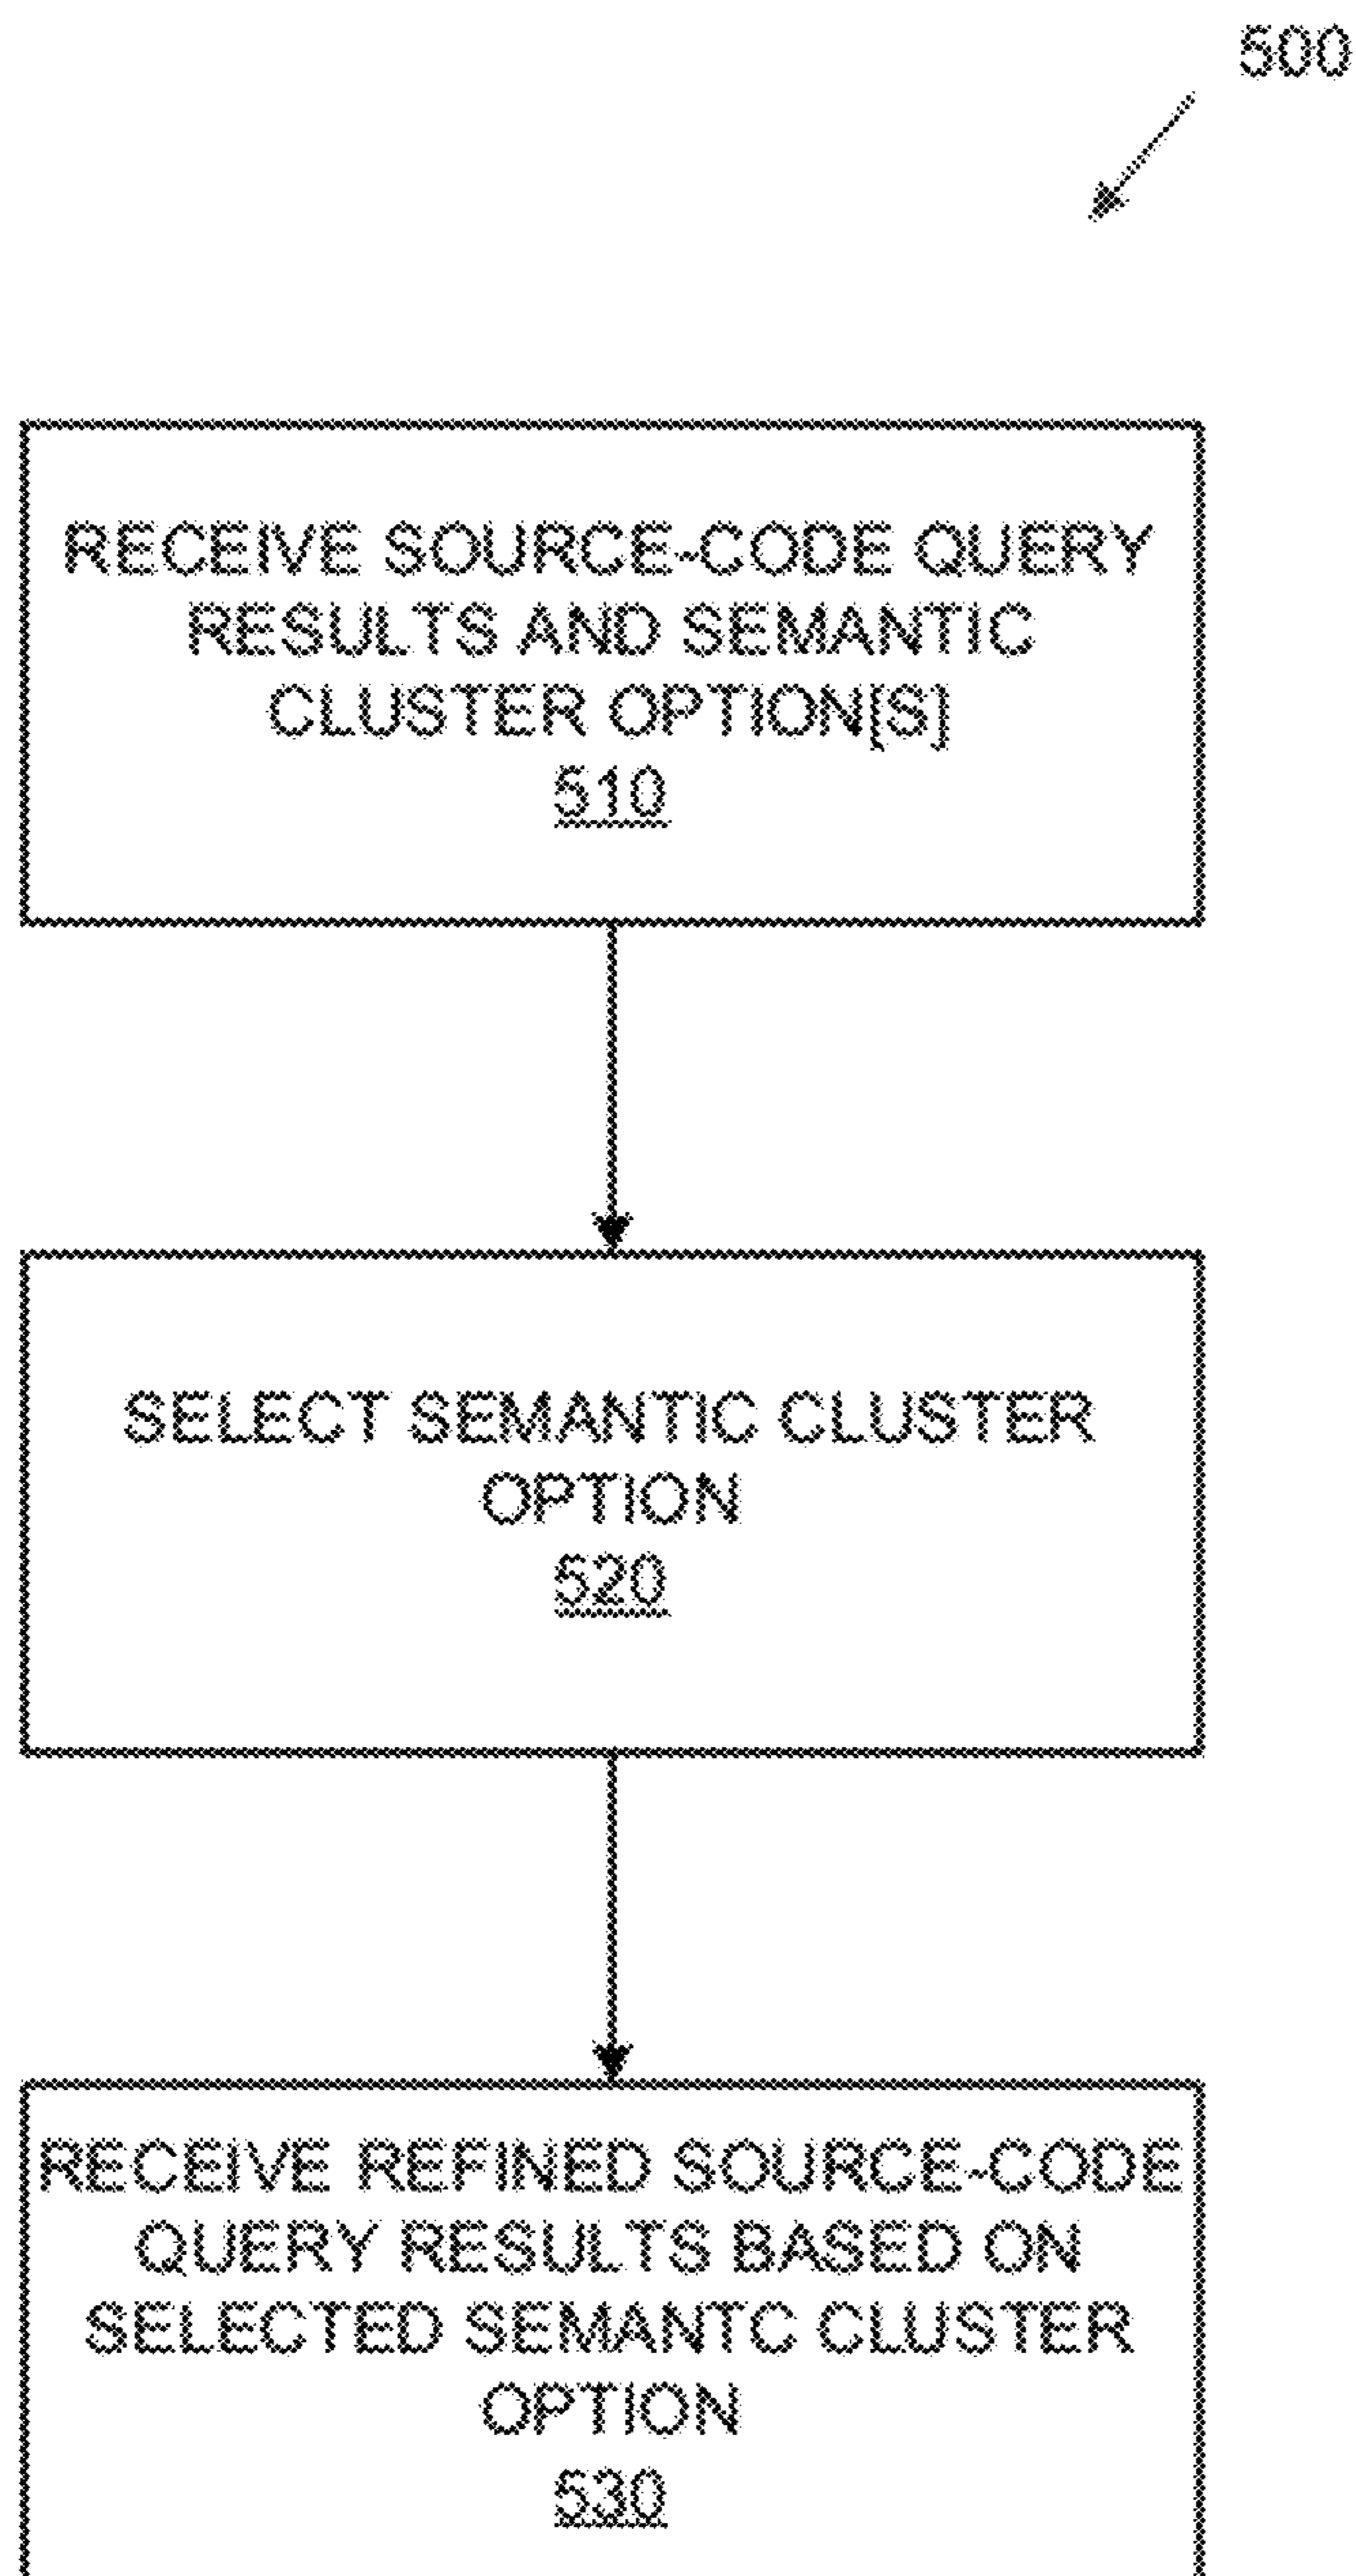 500
RECEIVE SOURCE-CODE QUERY
RESULTS AND SEMANTIC
CLUSTER OPTION[S]
510
SELECT SEMANTIC CLUSTER
OPTION
520
RECEIVE REFINED SOURCE-CODE
QUERY RESULTS BASED ON
SELECTED SEMANTC CLUSTER
OPTION
530